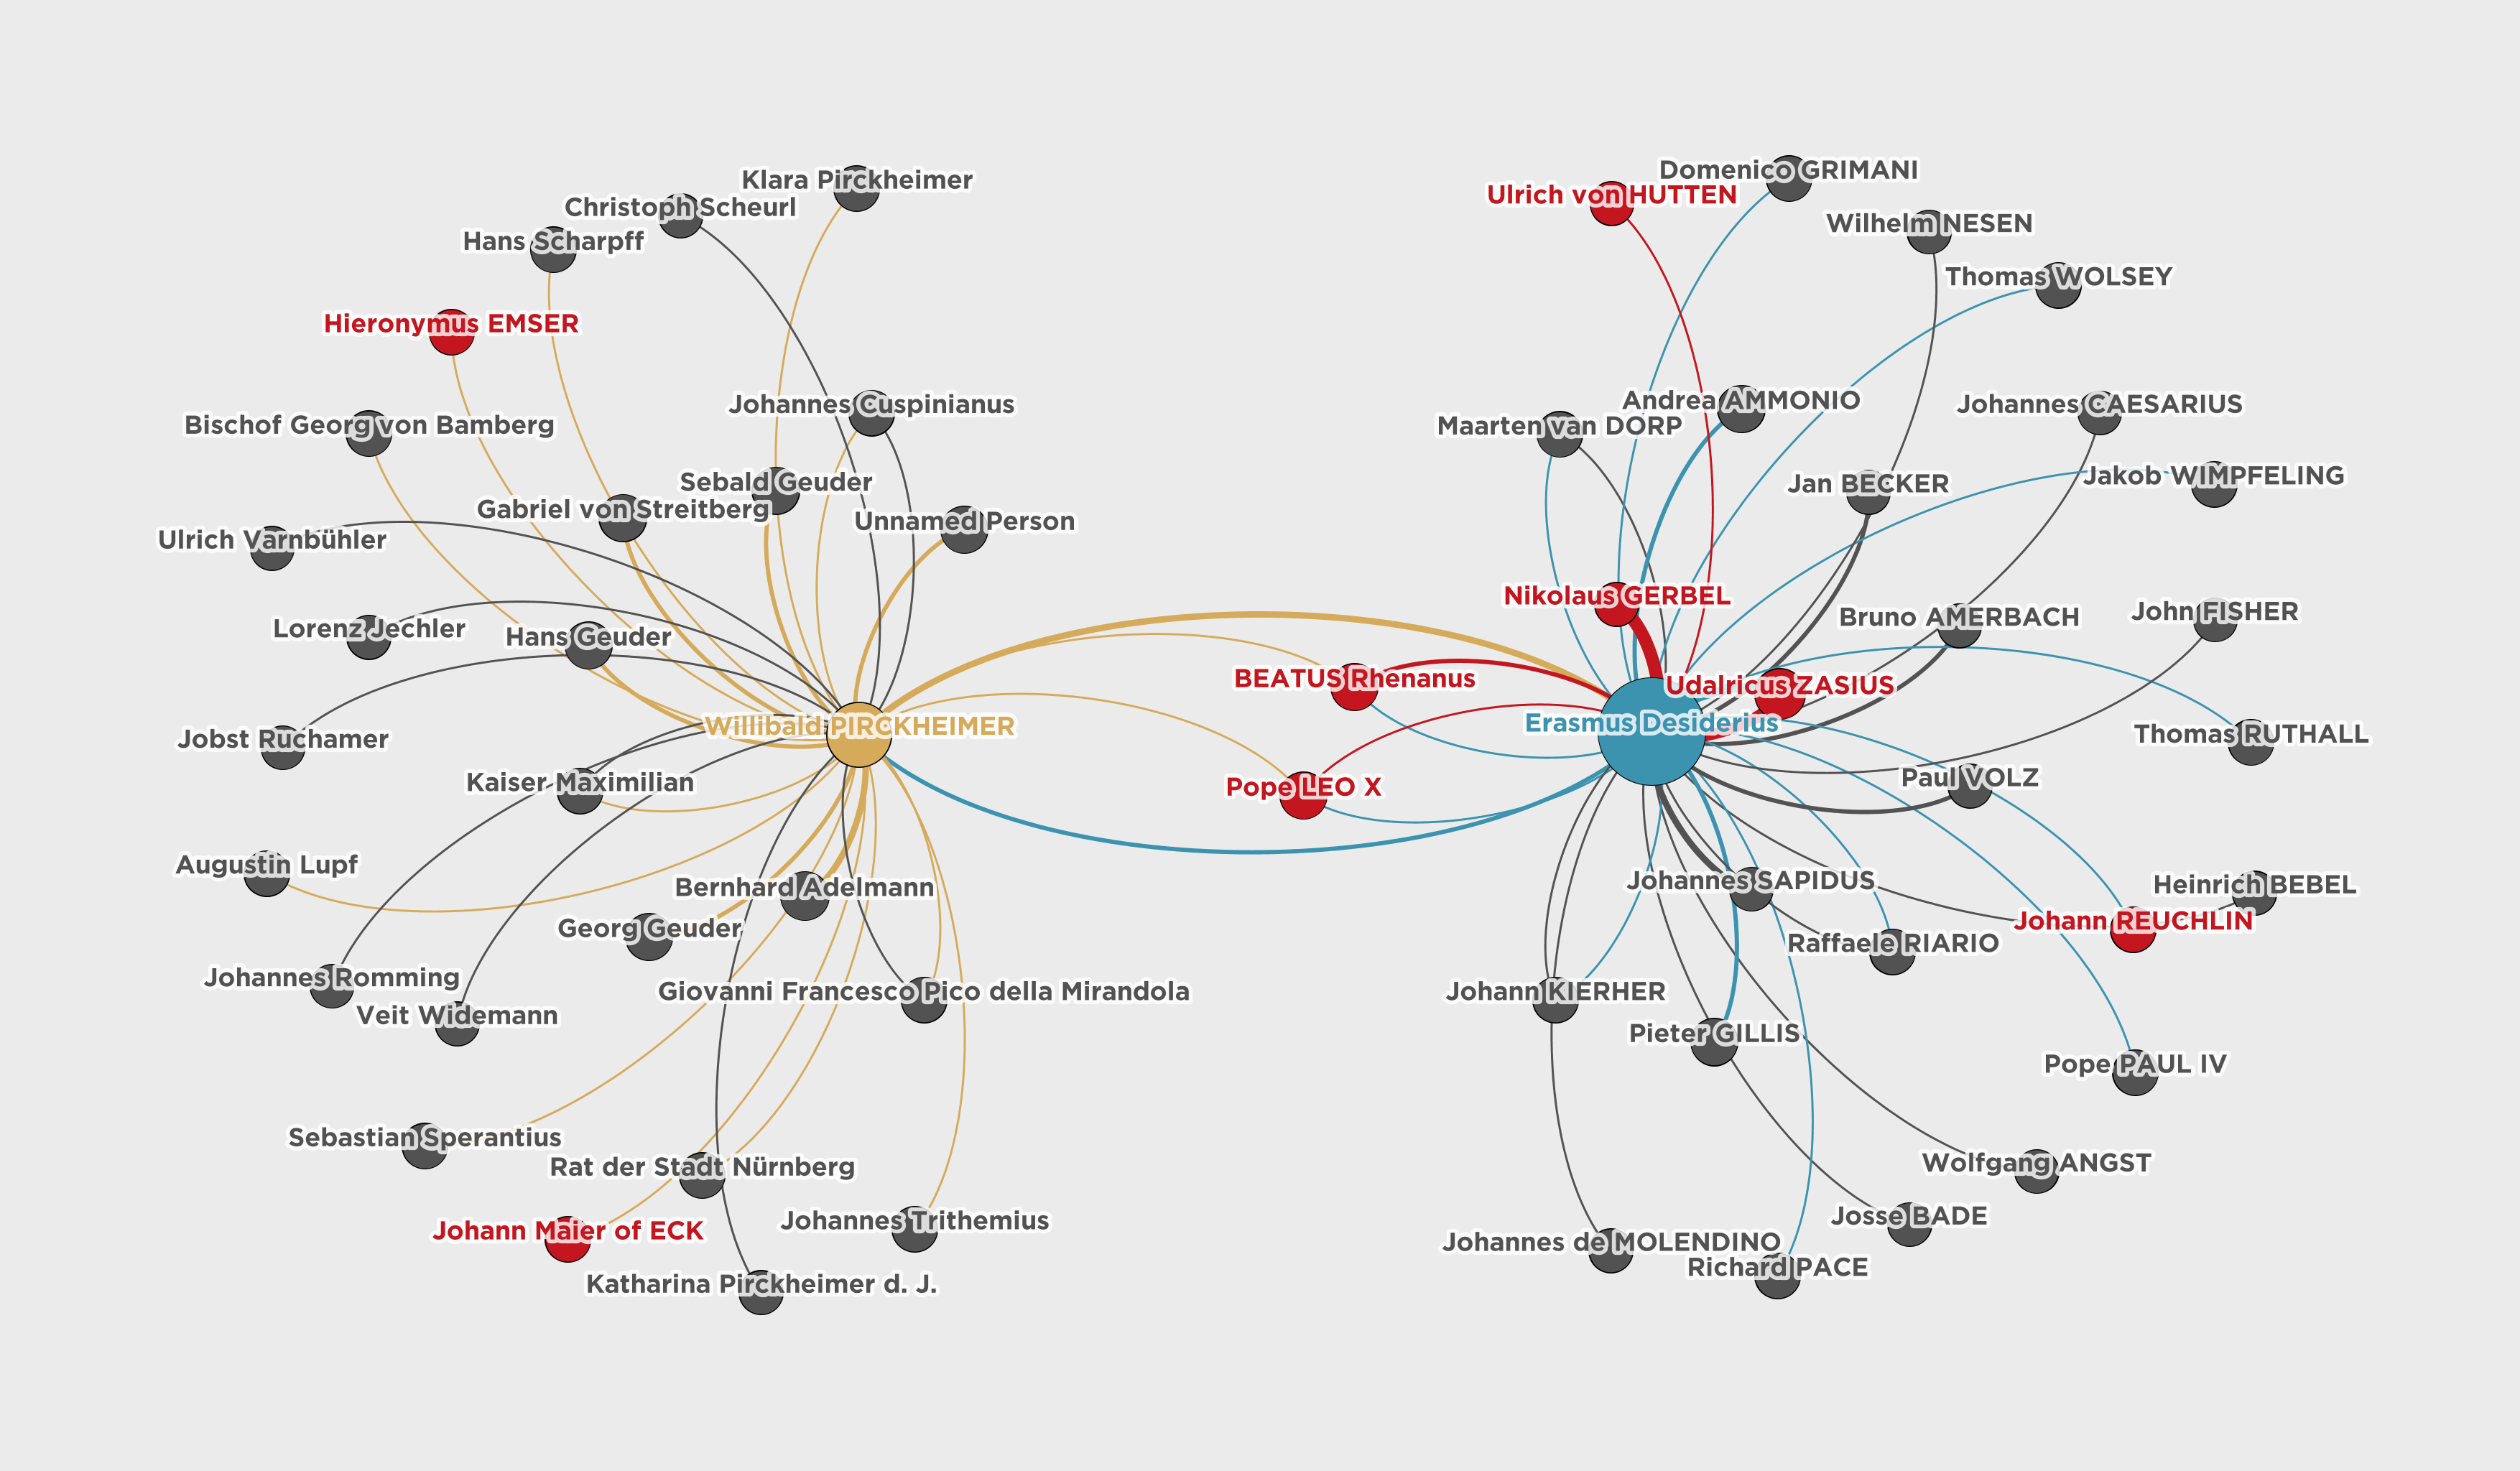 Klara Pirckheimer
Christoph Scheurl
Hans Scharpff
Hieronymus EMSER
Johannes Cuspinianus
Bischof Georg von Bamberg
Sebald Geuder
Gabriel von Streitberg
Unnamed Person
Ulrich Varnbühler
Lorenz Jechler
Hans Geuder
Willibald PIRCKHEIMER
Jobst Ruchamer
Kaiser Maximilian
Augustin Lupf
Bernhard Adelmann
Georg Geuder
Johannes Romming
Giovanni Francesco Pico della Mirandola
Veit Widemann
Sebastian Sperantius
Rat der Stadt Nürnberg
Johannes Trithemius
Johann Maier of ECK
Katharina Pirckheimer d. J.
BEATUS Rhenanus
Pope LEO X
Domenico GRIMANI
Ulrich von HUTTEN
Wilhelm NESEN
Thomas WOLSEY
Andrea AMMONIO
Johannes CAESARIUS
Maarten van DORP
Jakob WIMPFELING
Jan BECKER
Nikolaus GERBEL
John FISHER
Bruno AMERBACH
Udalricus ZASIUS
Erasmus Desiderius
Thomas RUTHALL
Paul VOLZ
Johannes SAPIDUS
Heinrich BEBEL
Johann REUCHLIN
Raffaele RIARIO
Johann KIERHER
Pieter GILLIS
Pope PAUL IV
Wolfgang ANGST
Josse BADE
Johannes de MOLENDINO
Richard PACE